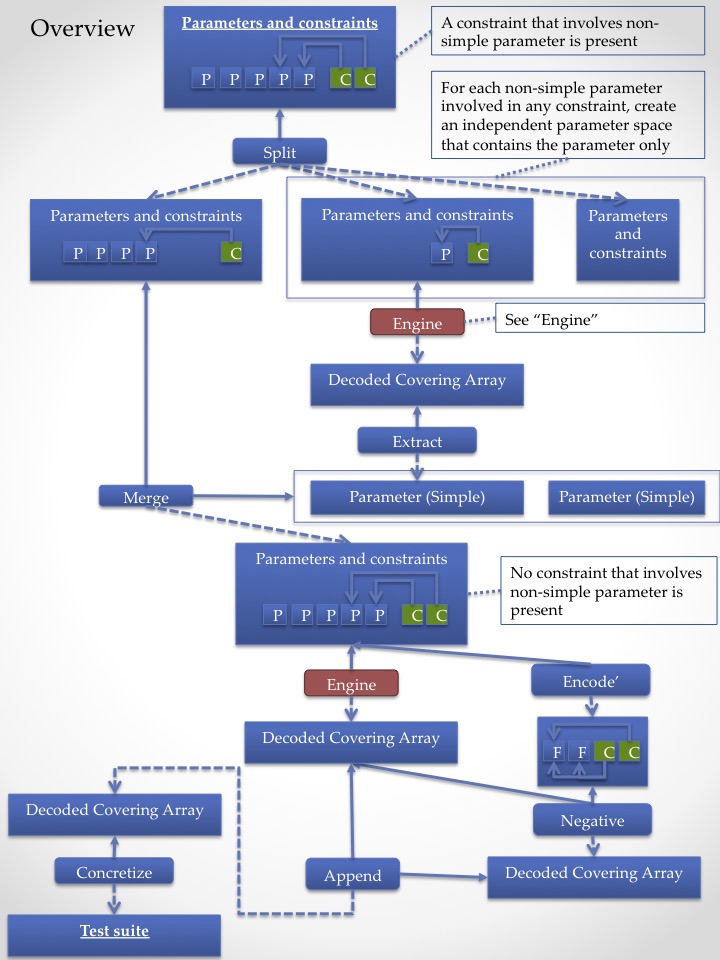 Overview
Parameters and constraints
P P P P P C C
A constraint that involves non-
simple parameter is present
For each non-simple parameter
involved in any constraint, create
an independent parameter space
that contains the parameter only
Split
Parameters and constraints
P P P P C
Parameters and constraints
P C
Parameters
and
constraints
Engine
See “Engine”
Decoded Covering Array
Extract
Merge
Parameter (Simple)
Parameter (Simple)
Parameters and constraints
P P P P P C C
No constraint that involves
non-simple parameter is
present
Engine
Encode’
Decoded Covering Array
F F C C
Decoded Covering Array
Negative
Concretize
Append
Decoded Covering Array
Test suite